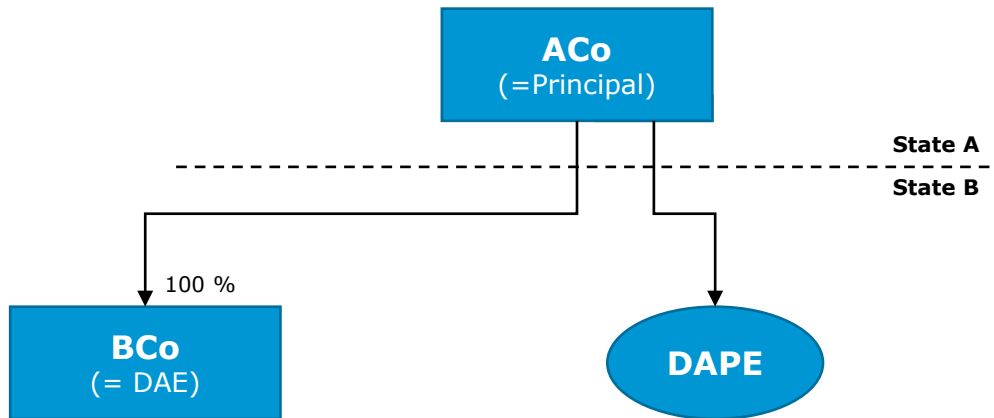 ACo
(=Principal)
State A
State B
100 %
BCo
(= DAE)
DAPE